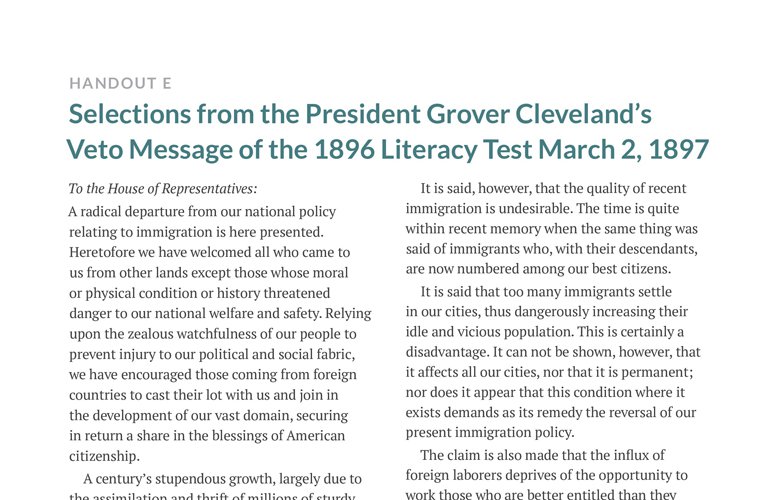 HANDOUT E
Selections from the President Grover Cleveland’s
Veto Message of the 1896 Literacy Test March 2, 1897
To the House of Representatives:
A radical departure from our national policy
relating to immigration is here presented.
Heretofore we have welcomed all who came to
us from other lands except those whose moral
or physical condition or history threatened
danger to our national welfare and safety. Relying
upon the zealous watchfulness of our people to
prevent injury to our political and social fabric,
we have encouraged those coming from foreign
countries to cast their lot with us and join in
the development of our vast domain, securing
in return a share in the blessings of American
citizenship.
A century’s stupendous growth, largely due to
the assimilation and thrift of millions of sturdy
It is said, however, that the quality of recent
immigration is undesirable. The time is quite
within recent memory when the same thing was
said of immigrants who, with their descendants,
are now numbered among our best citizens.
It is said that too many immigrants settle
in our cities, thus dangerously increasing their
idle and vicious population. This is certainly a
disadvantage. It can not be shown, however, that
it affects all our cities, nor that it is permanent;
nor does it appear that this condition where it
exists demands as its remedy the reversal of our
present immigration policy.
The claim is also made that the influx of
foreign laborers deprives of the opportunity to
work those who are better entitled than they